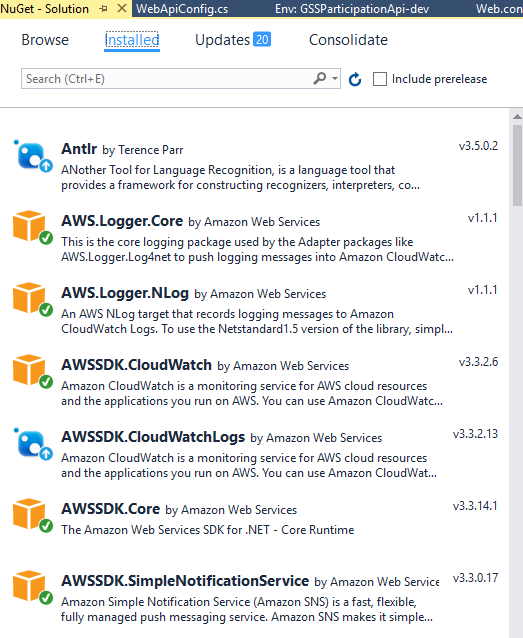 NuGet - Solution WebApiConfig.cs Env: GSSParticipationApi-dev Web.con
Browse Installed Updates 20 Consolidate
Search (Ctrl+E) Include prerelease
Antlr by Terence Parr v3.5.0.2
ANother Tool for Language Recognition, is a language tool that
provides a framework for constructing recognizers, interpreters, co...
AWS.Logger.Core by Amazon Web Services v1.1.1
This is the core logging package used by the Adapter packages like
AWS.Logger.Log4net to push logging messages into Amazon CloudWatc...
AWS.Logger.NLog by Amazon Web Services v1.1.1
An AWS NLog target that records logging messages to Amazon
CloudWatch Logs. To use the Netstandard1.5 version of the library, simpl...
AWSSDK.CloudWatch by Amazon Web Services v3.3.2.6
Amazon CloudWatch is a monitoring service for AWS cloud resources
and the applications you run on AWS. You can use Amazon CloudWatc...
AWSSDK.CloudWatchLogs by Amazon Web Services v3.3.2.13
Amazon CloudWatch is a monitoring service for AWS cloud resources
and the applications you run on AWS. You can use Amazon CloudWat...
AWSSDK.Core by Amazon Web Services v3.3.14.1
The Amazon Web Services SDK for .NET - Core Runtime
AWSSDK.SimpleNotificationService by Amazon Web Service v3.3.0.17
Amazon Simple Notification Service (Amazon SNS) is a fast, flexible,
fully managed push messaging service. Amazon SNS makes it simple...